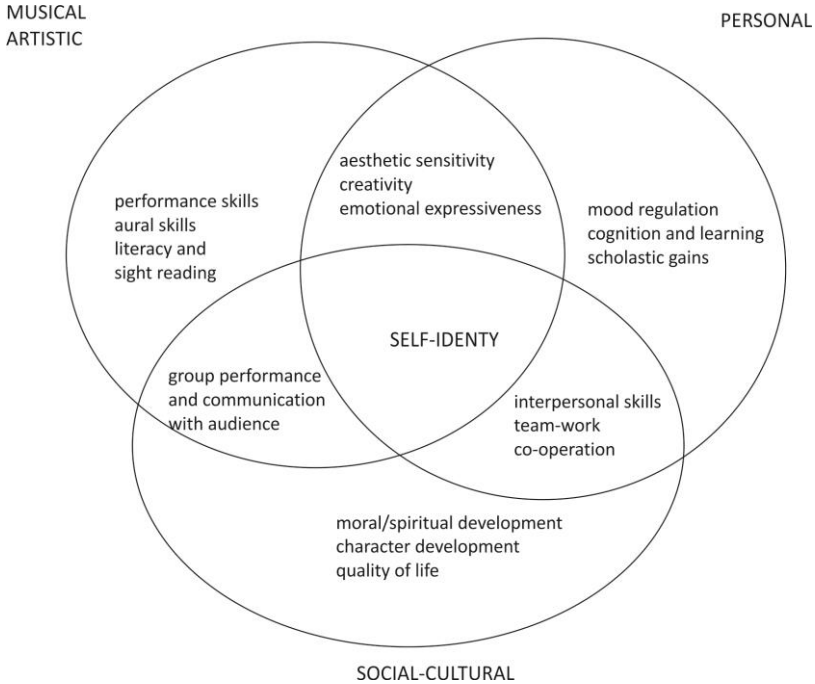 MUSICAL
ARTISTIC
PERSONAL
aesthetic sensitivity
creativity
emotional expressiveness
performance skills
aural skills
literacy and
sight reading
mood regulation
cognition and learning
scholastic gains
SELF-IDENTY
group performance
and communication
with audience
interpersonal skills
team-work
co-operation
moral/spiritual development
character development
quality of life
SOCIAL-CULTURAL